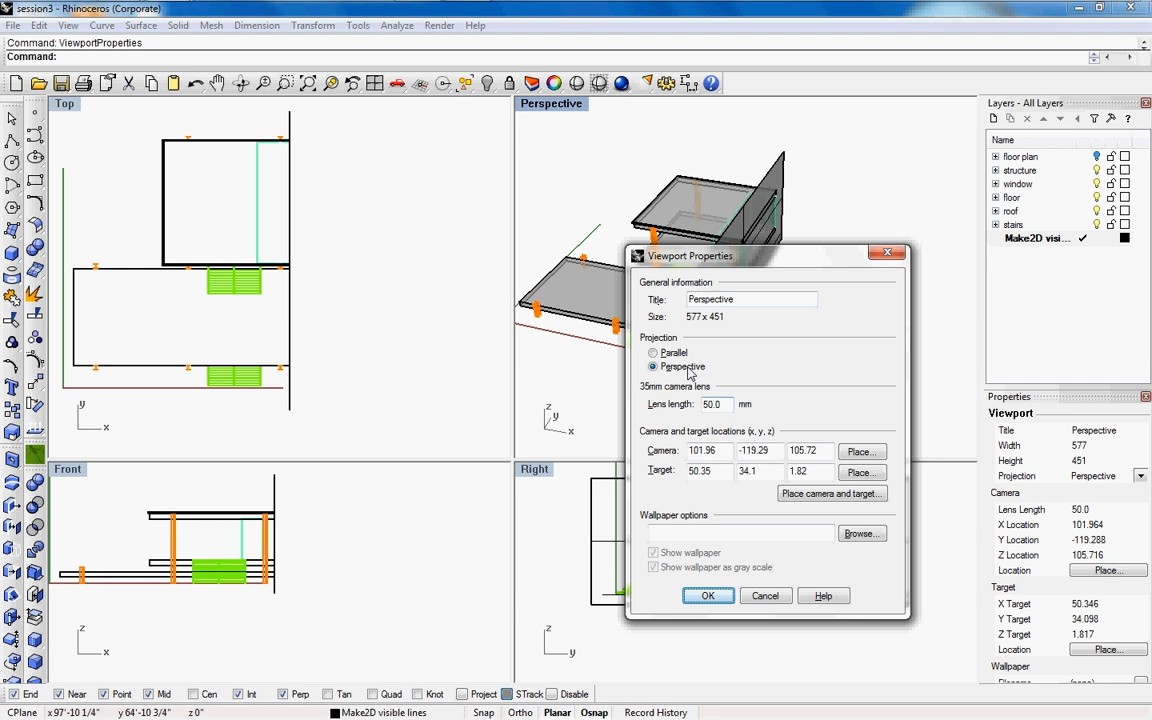 session3 - Rhinoceros (Corporate)
File Edit View Curve Surface Solid Mesh Dimension Transform Tools Analyze Render Help
Command: ViewportProperties
Command:
Top
Perspective
Front
Right
y
x
z
y
x
z
x
z
y
Viewport Properties
General information
Title: Perspective
Size: 577 x 451
Projection
Parallel
Perspective
35mm camera lens
Lens length: 50.0 mm
Camera and target locations (x, y, z)
Camera: 101.96 -119.29 105.72 Place...
Target: 50.35 34.1 1.82 Place...
Place camera and target...
Wallpaper options
Browse...
Show wallpaper
Show wallpaper as gray scale
OK Cancel Help
Layers - All Layers
Name
floor plan
structure
window
floor
roof
stairs
Make2D visi...
Properties
Viewport
Title Perspective
Width 577
Height 451
Projection Perspective
Camera
Lens Length 50.0
X Location 101.964
Y Location -119.288
Z Location 105.716
Location Place...
Target
X Target 50.346
Y Target 34.098
Z Target 1.817
Location Place...
Wallpaper
End Near Point Mid Cen Int Perp Tan Quad Knot Project STrack Disable
CPlane x 97'-10 1/4" y 64'-10 3/4" z 0" Make2D visible lines Snap Ortho Planar Osnap Record History